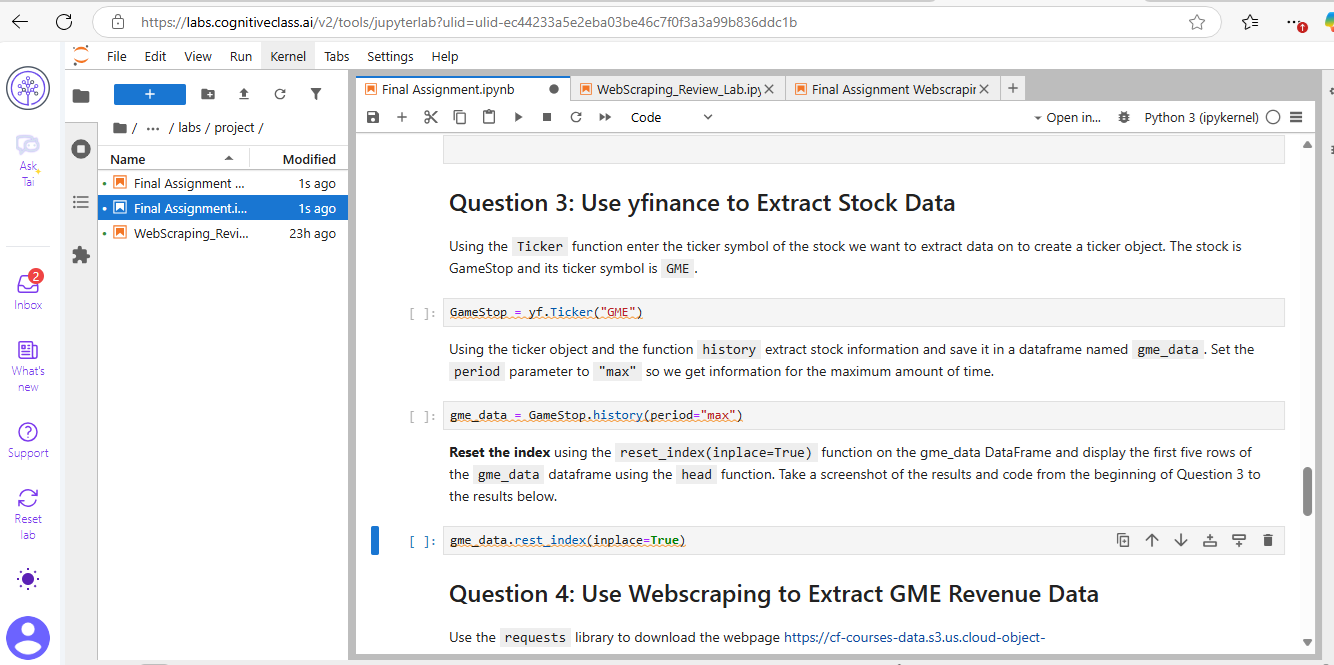 https://labs.cognitiveclass.ai/v2/tools/jupyterlab?ulid=ulid-ec44233a5e2eba03be46c7f0f3a3a99b836ddc1b
File Edit View Run Kernel Tabs Settings Help
Ask
Tai
2
Inbox
What's
new
Support
Reset
lab
/ ... / labs / project /
Name Modified
Final Assignment ... 1s ago
Final Assignment.i... 1s ago
WebScraping_Revi... 23h ago
Final Assignment.ipynb
WebScraping_Review_Lab.ipy
Final Assignment Webscrapir
Code
Open in...
Python 3 (ipykernel)
Question 3: Use yfinance to Extract Stock Data
Using the Ticker function enter the ticker symbol of the stock we want to extract data on to create a ticker object. The stock is
GameStop and its ticker symbol is GME.
[ ]: GameStop = yf.Ticker("GME")
Using the ticker object and the function history extract stock information and save it in a dataframe named gme_data. Set the
period parameter to "max" so we get information for the maximum amount of time.
[ ]: gme_data = GameStop.history(period="max")
Reset the index using the reset_index(inplace=True) function on the gme_data DataFrame and display the first five rows of
the gme_data dataframe using the head function. Take a screenshot of the results and code from the beginning of Question 3 to
the results below.
[ ]: gme_data.rest_index(inplace=True)
Question 4: Use Webscraping to Extract GME Revenue Data
Use the requests library to download the webpage https://cf-courses-data.s3.us.cloud-object-